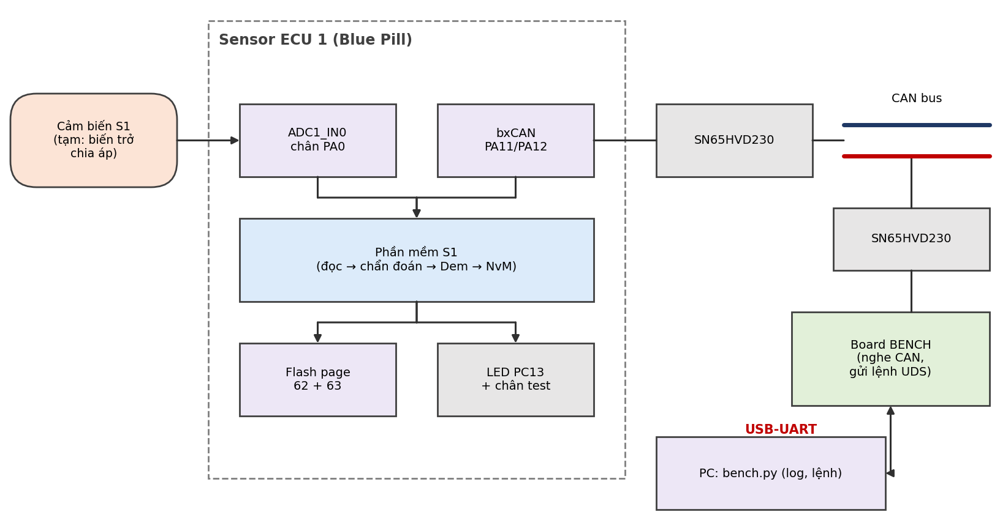 Sensor ECU 1 (Blue Pill)
Cảm biến S1
(tạm: biến trở
chia áp)
ADC1_IN0
chân PA0
bxCAN
PA11/PA12
SN65HVD230
CAN bus
Phần mềm S1
(đọc → chẩn đoán → Dem → NvM)
SN65HVD230
Flash page
62 + 63
LED PC13
+ chân test
Board BENCH
(nghe CAN,
gửi lệnh UDS)
USB-UART
PC: bench.py (log, lệnh)